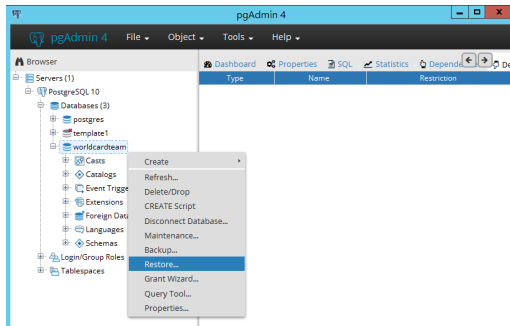 pgAdmin 4
pgAdmin 4 File Object Tools Help
Browser
Dashboard Properties SQL Statistics Depende De
Type Name Restriction
Servers (1)
PostgreSQL 10
Databases (3)
postgres
template1
worldcardteam
Casts
Catalogs
Event Trigge
Extensions
Foreign Data
Languages
Schemas
Login/Group Roles
Tablespaces
Create
Refresh...
Delete/Drop
CREATE Script
Disconnect Database...
Maintenance...
Backup...
Restore...
Grant Wizard...
Query Tool...
Properties...